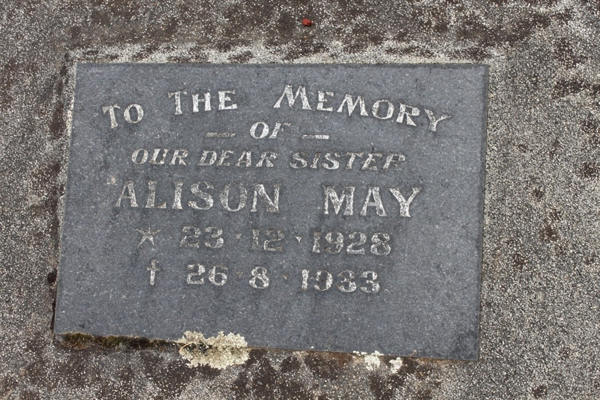 TO THE MEMORY
— OF —
OUR DEAR SISTER
ALISON MAY
* 23 · 12 · 1928
† 26 · 8 · 1933